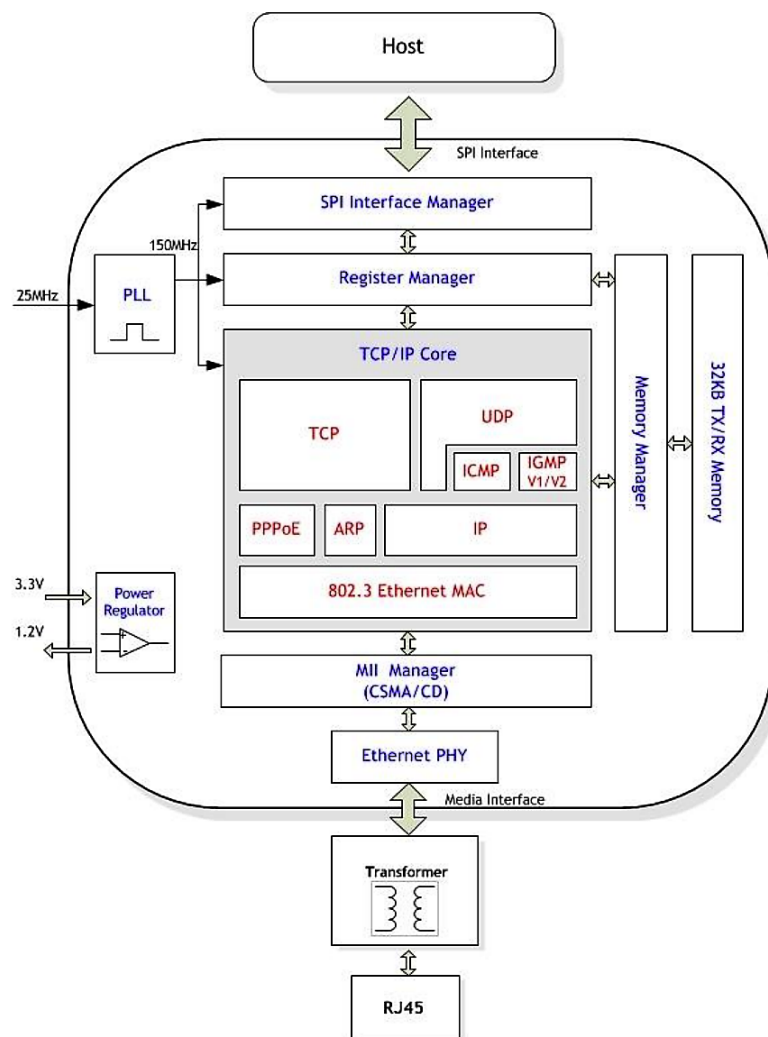 Host
SPI Interface
SPI Interface Manager
150MHz
Register Manager
25MHz
PLL
TCP/IP Core
TCP
UDP
ICMP
IGMP
V1/V2
PPPoE
ARP
IP
802.3 Ethernet MAC
Memory Manager
32KB TX/RX Memory
3.3V
1.2V
Power
Regulator
MII Manager
(CSMA/CD)
Ethernet PHY
Media Interface
Transformer
RJ45